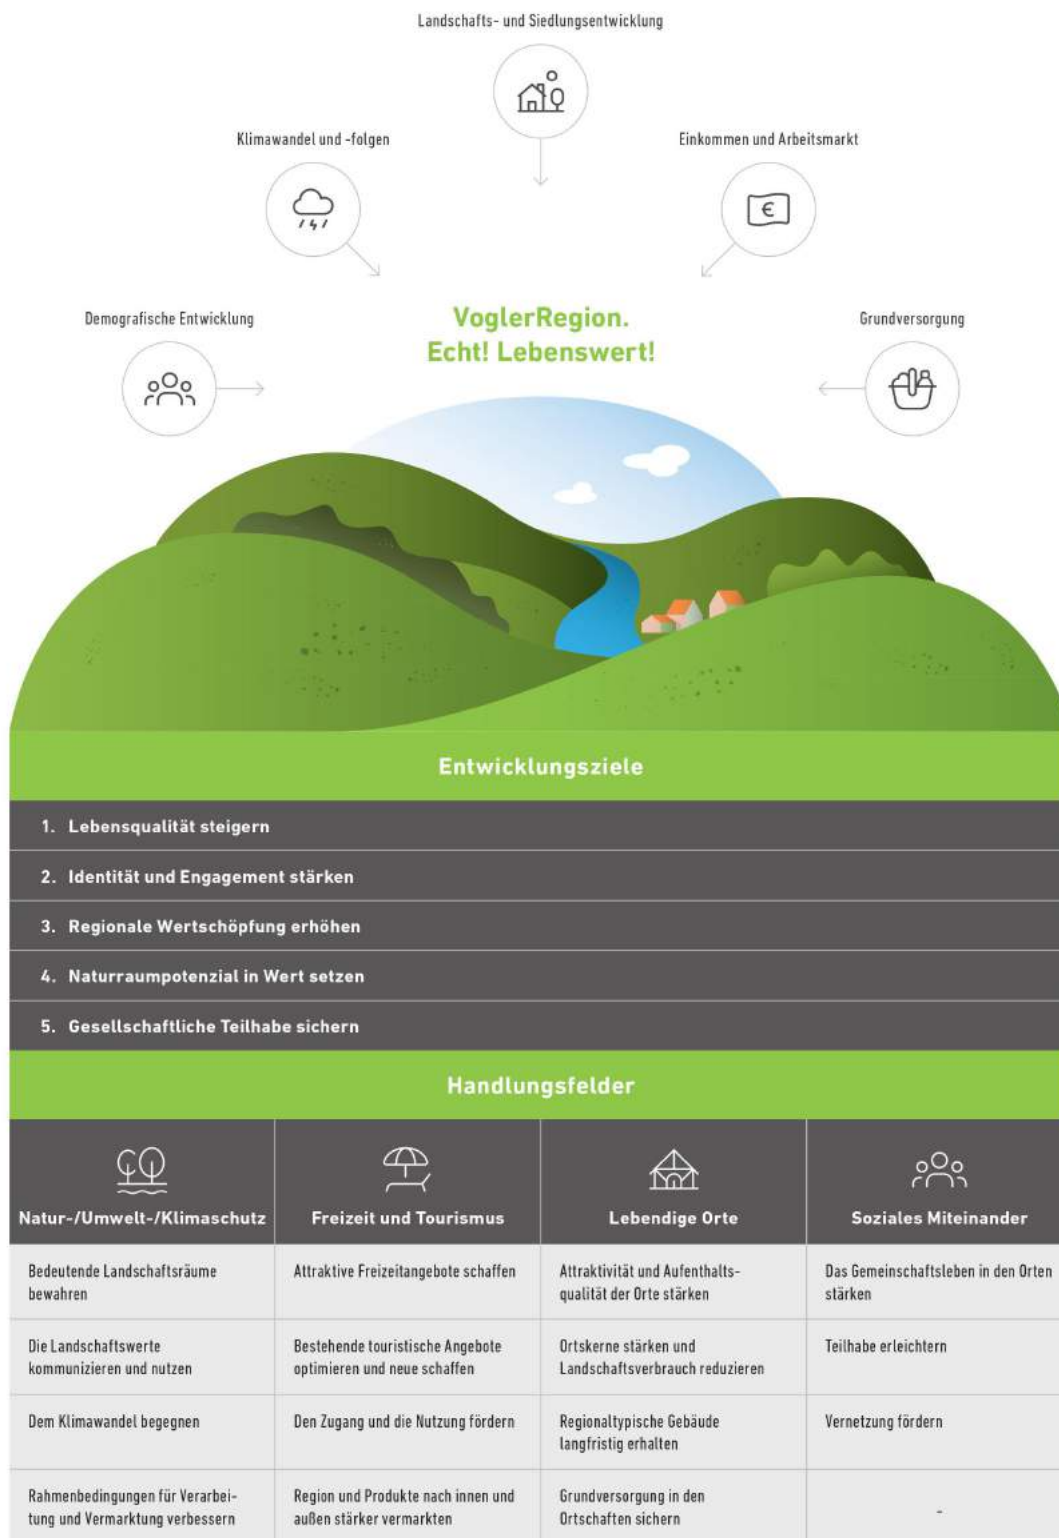 Landschafts- und Siedlungsentwicklung
Klimawandel und -folgen
Einkommen und Arbeitsmarkt
€
Demografische Entwicklung
VoglerRegion.
Echt! Lebenswert!
Grundversorgung
Entwicklungsziele
1. Lebensqualität steigern
2. Identität und Engagement stärken
3. Regionale Wertschöpfung erhöhen
4. Naturraumpotenzial in Wert setzen
5. Gesellschaftliche Teilhabe sichern
Handlungsfelder
Natur-/Umwelt-/Klimaschutz
Freizeit und Tourismus
Lebendige Orte
Soziales Miteinander
Bedeutende Landschaftsräume
bewahren
Attraktive Freizeitangebote schaffen
Attraktivität und Aufenthalts-
qualität der Orte stärken
Das Gemeinschaftsleben in den Orten
stärken
Die Landschaftswerte
kommunizieren und nutzen
Bestehende touristische Angebote
optimieren und neue schaffen
Ortskerne stärken und
Landschaftsverbrauch reduzieren
Teilhabe erleichtern
Dem Klimawandel begegnen
Den Zugang und die Nutzung fördern
Regionaltypische Gebäude
langfristig erhalten
Vernetzung fördern
Rahmenbedingungen für Verarbei-
tung und Vermarktung verbessern
Region und Produkte nach innen und
außen stärker vermarkten
Grundversorgung in den
Ortschaften sichern
-